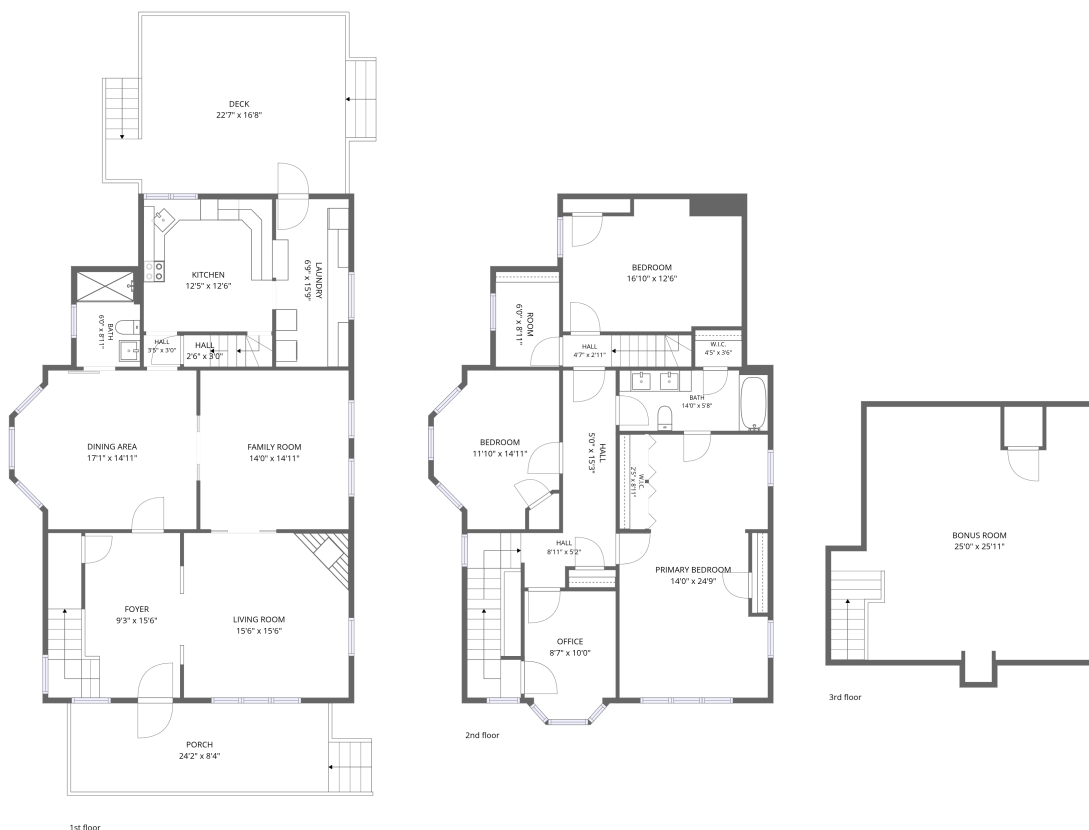 DECK
22'7" x 16'8"
KITCHEN
12'5" x 12'6"
LAUNDRY
6'9" x 15'9"
BATH
6'0" x 8'11"
HALL
3'5" x 3'0"
HALL
2'6" x 3'0"
DINING AREA
17'1" x 14'11"
FAMILY ROOM
14'0" x 14'11"
FOYER
9'3" x 15'6"
LIVING ROOM
15'6" x 15'6"
PORCH
24'2" x 8'4"
1st floor
BEDROOM
16'10" x 12'6"
ROOM
6'0" x 8'11"
HALL
4'7" x 2'11"
W.I.C.
4'5" x 3'6"
BATH
14'0" x 5'8"
BEDROOM
11'10" x 14'11"
HALL
5'0" x 15'3"
W.I.C.
2'5" x 8'11"
HALL
8'11" x 5'2"
PRIMARY BEDROOM
14'0" x 24'9"
OFFICE
8'7" x 10'0"
2nd floor
BONUS ROOM
25'0" x 25'11"
3rd floor